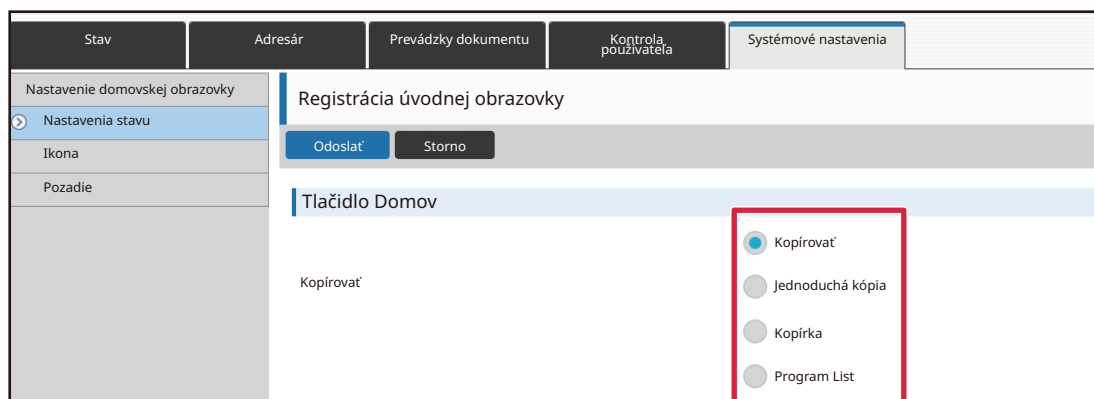 Stav
Adresár
Prevádzky dokumentu
Kontrola
používateľa
Systémové nastavenia
Nastavenie domovskej obrazovky
Nastavenia stavu
Ikona
Pozadie
Registrácia úvodnej obrazovky
Odoslať
Storno
Tlačidlo Domov
Kopírovať
Kopírovať
Jednoduchá kópia
Kopírka
Program List